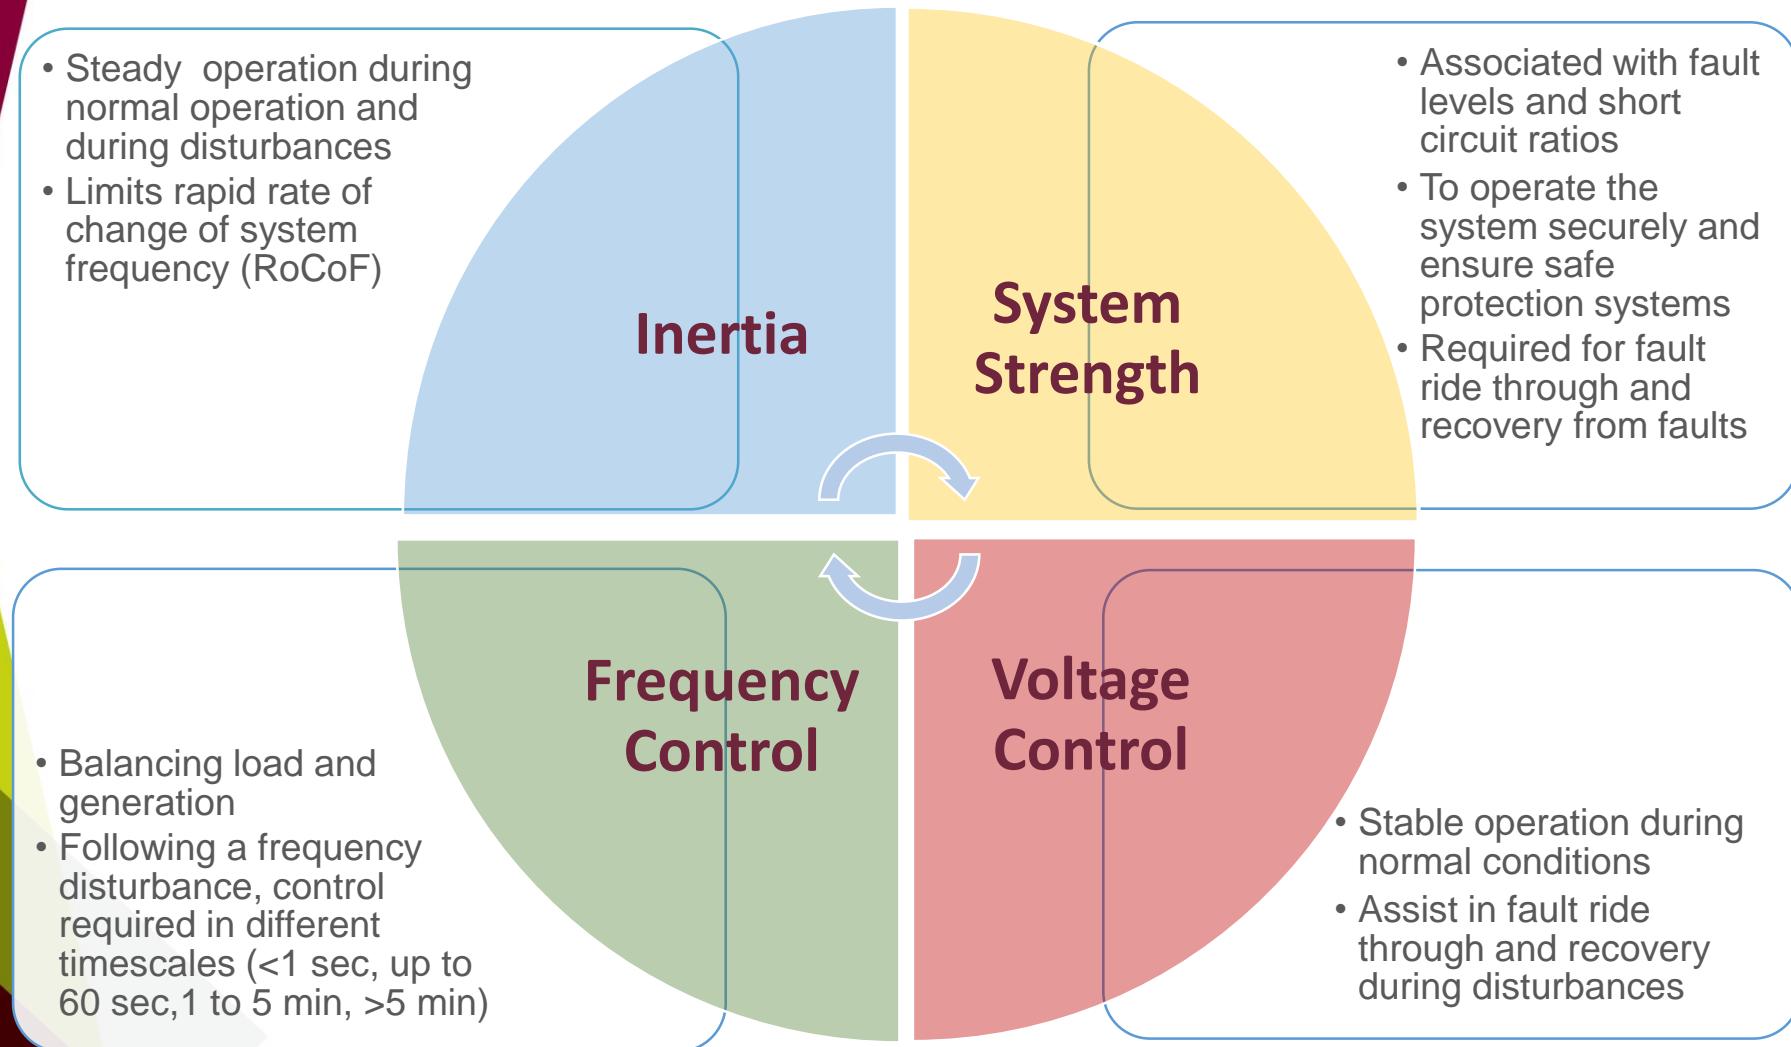 • Steady  operation during
normal operation and
during disturbances
• Limits rapid rate of
change of system
frequency (RoCoF)
Inertia
System
Strength
• Associated with fault
levels and short
circuit ratios
• To operate the
system securely and
ensure safe
protection systems
• Required for fault
ride through and
recovery from faults
• Balancing load and
generation
• Following a frequency
disturbance, control
required in different
timescales (<1 sec, up to
60 sec,1 to 5 min, >5 min)
Frequency
Control
Voltage
Control
• Stable operation during
normal conditions
• Assist in fault ride
through and recovery
during disturbances